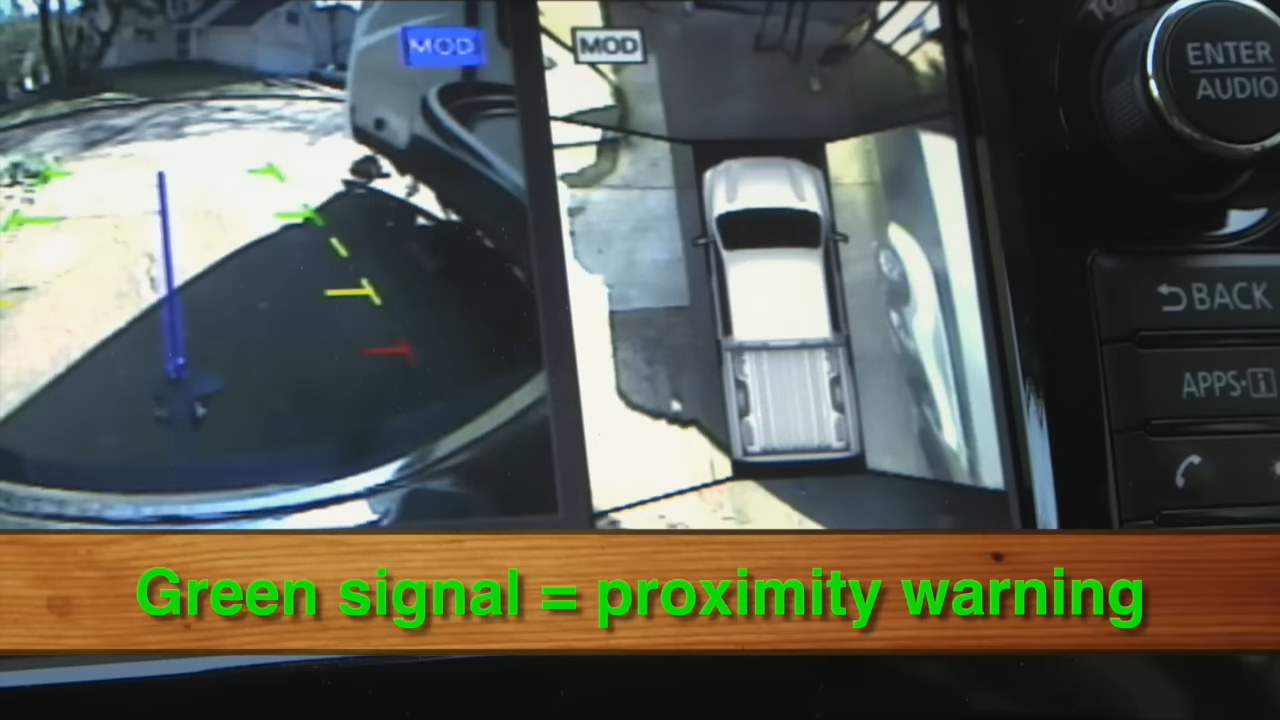 MOD
MOD
ENTER
AUDIO
BACK
APPS·i
Green signal = proximity warning